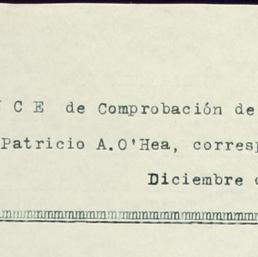 N C E de Comprobación de
Patricio A.O'Hea, corresp
Diciembre d